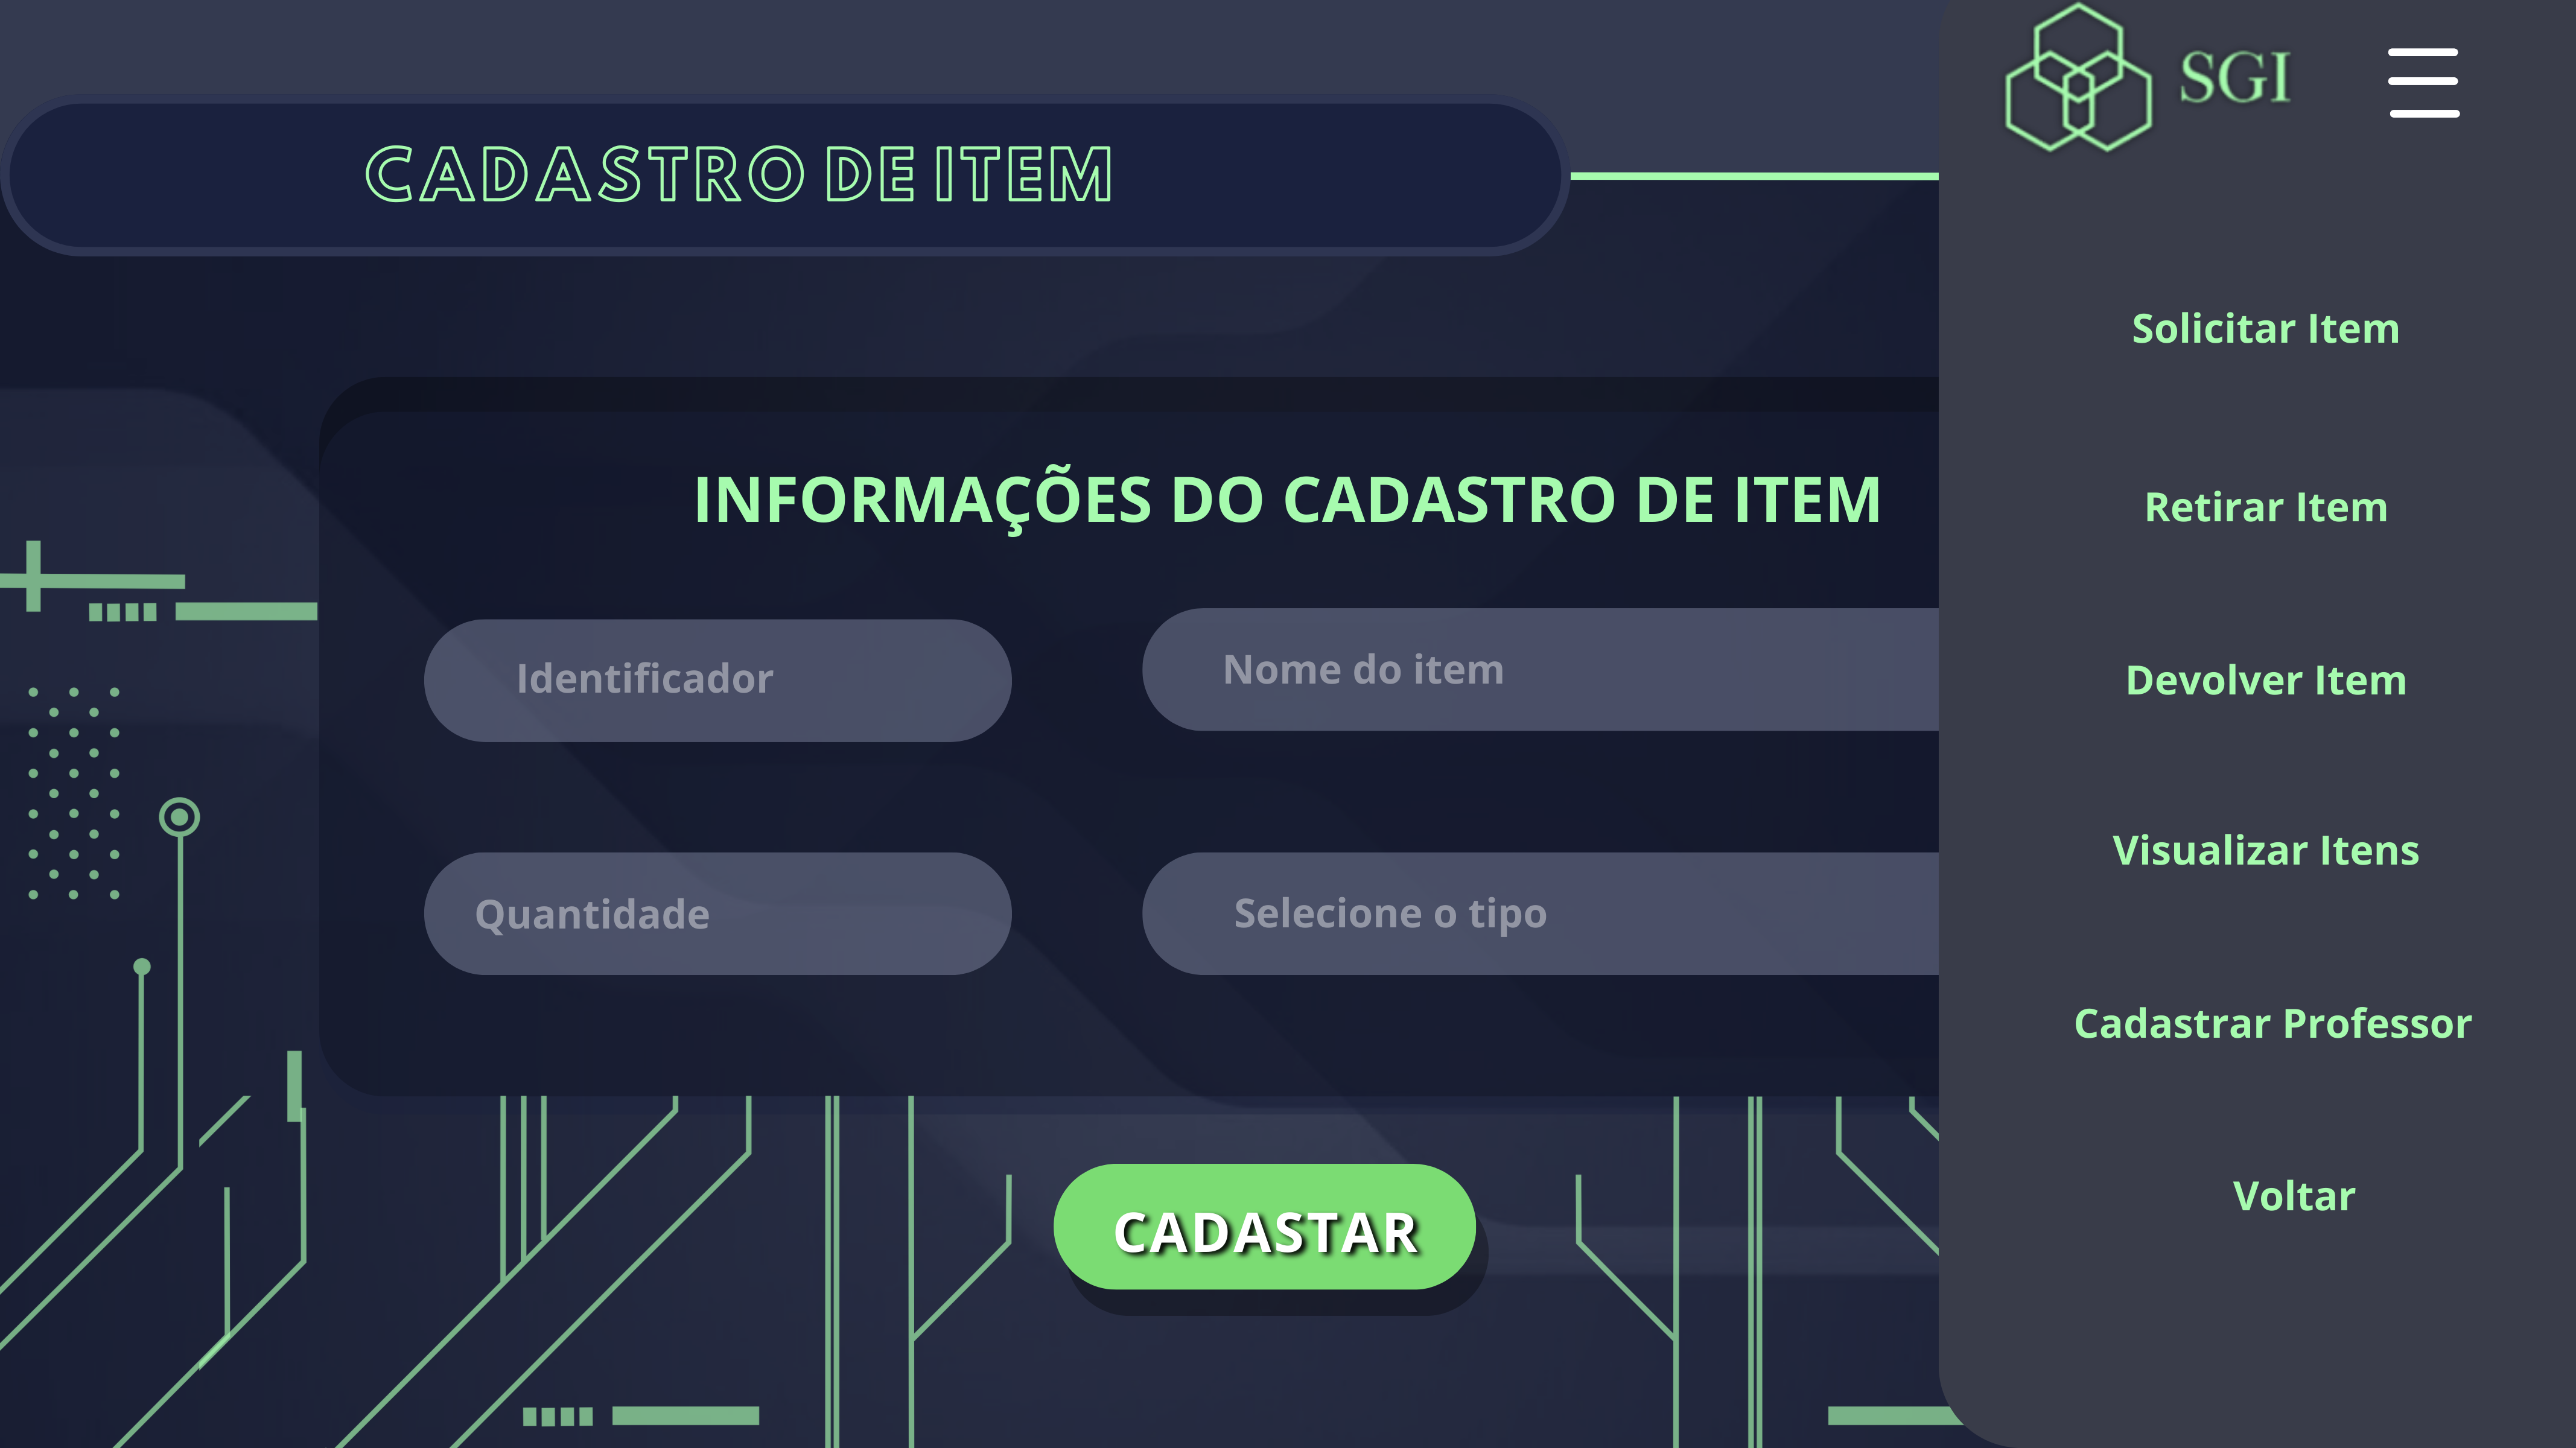 SGI
CADASTRO DE ITEM
INFORMAÇÕES DO CADASTRO DE ITEM
Identificador
Nome do item
Quantidade
Selecione o tipo
CADASTAR
Solicitar Item
Retirar Item
Devolver Item
Visualizar Itens
Cadastrar Professor
Voltar